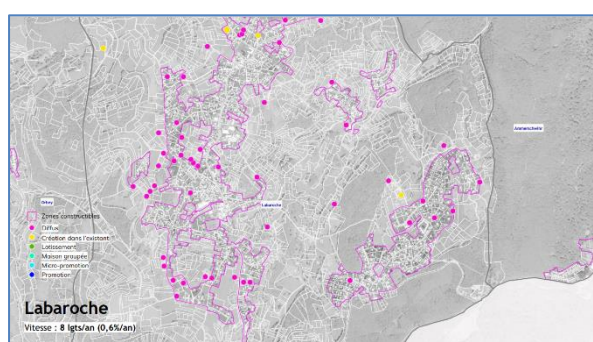 Ammerschwihr
Orbey
Labaroche
Zones constructibles
Diffus
Création dans l'existant
Lotissement
Maison groupée
Micro-promotion
Promotion
Labaroche
Vitesse : 8 lgts/an (0,6%/an)